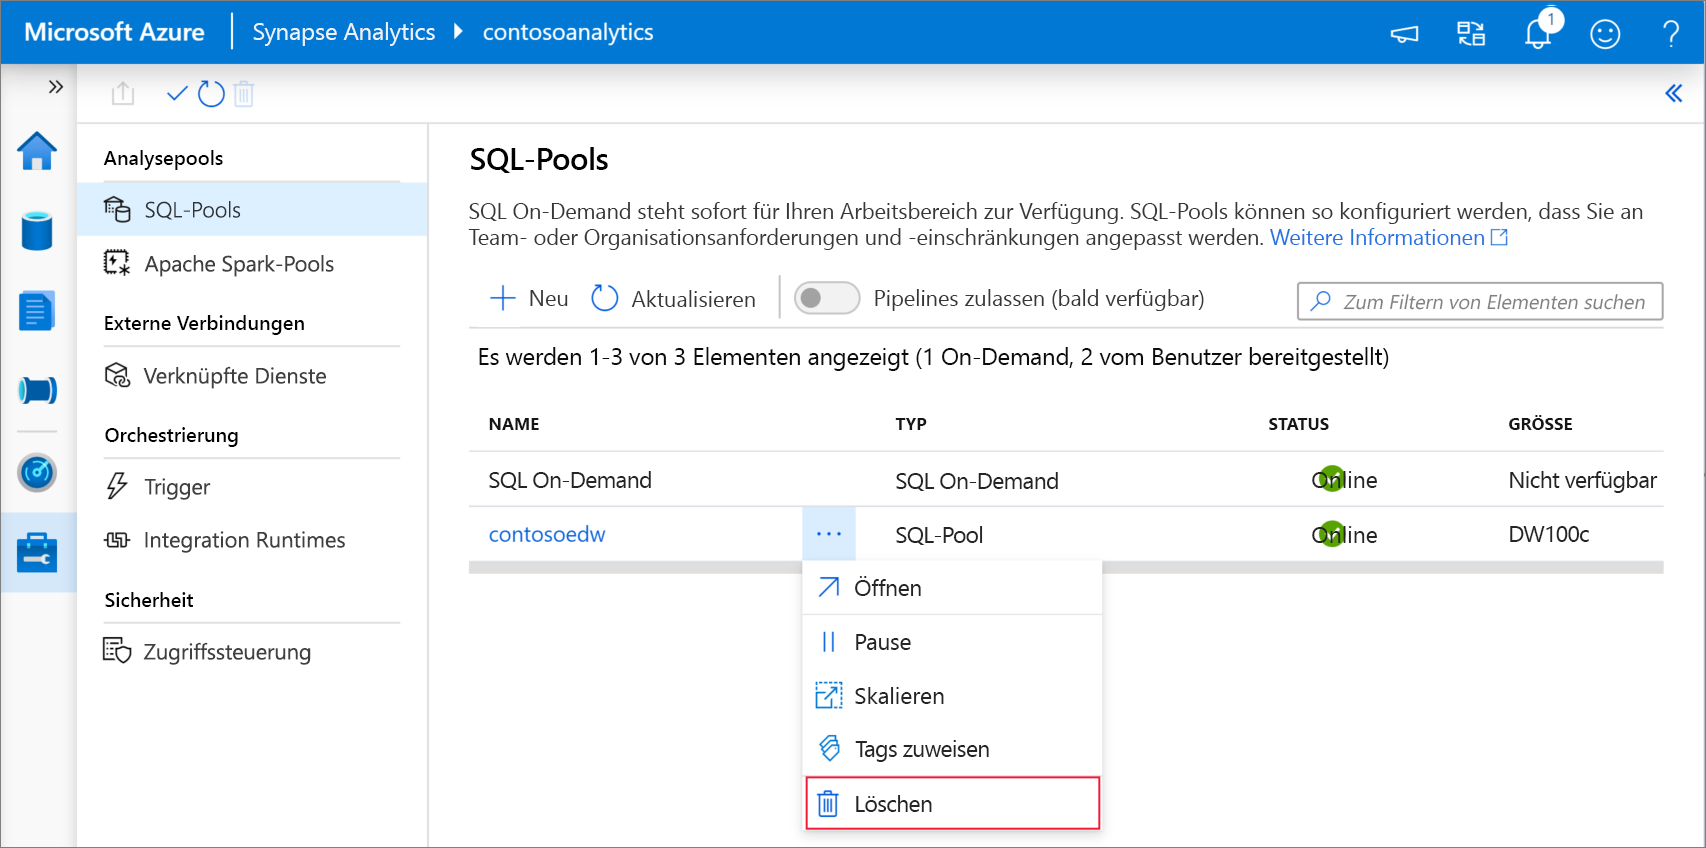 Microsoft Azure Synapse Analytics contosoanalytics
1
?
Analysepools
SQL-Pools
Apache Spark-Pools
Externe Verbindungen
Verknüpfte Dienste
Orchestrierung
Trigger
Integration Runtimes
Sicherheit
Zugriffssteuerung
SQL-Pools
SQL On-Demand steht sofort für Ihren Arbeitsbereich zur Verfügung. SQL-Pools können so konfiguriert werden, dass Sie an
Team- oder Organisationsanforderungen und -einschränkungen angepasst werden. Weitere Informationen
Neu Aktualisieren Pipelines zulassen (bald verfügbar) Zum Filtern von Elementen suchen
Es werden 1-3 von 3 Elementen angezeigt (1 On-Demand, 2 vom Benutzer bereitgestellt)
NAME TYP STATUS GRÖSSE
SQL On-Demand SQL On-Demand Online Nicht verfügbar
contosoedw ... SQL-Pool Online DW100c
Öffnen
Pause
Skalieren
Tags zuweisen
Löschen